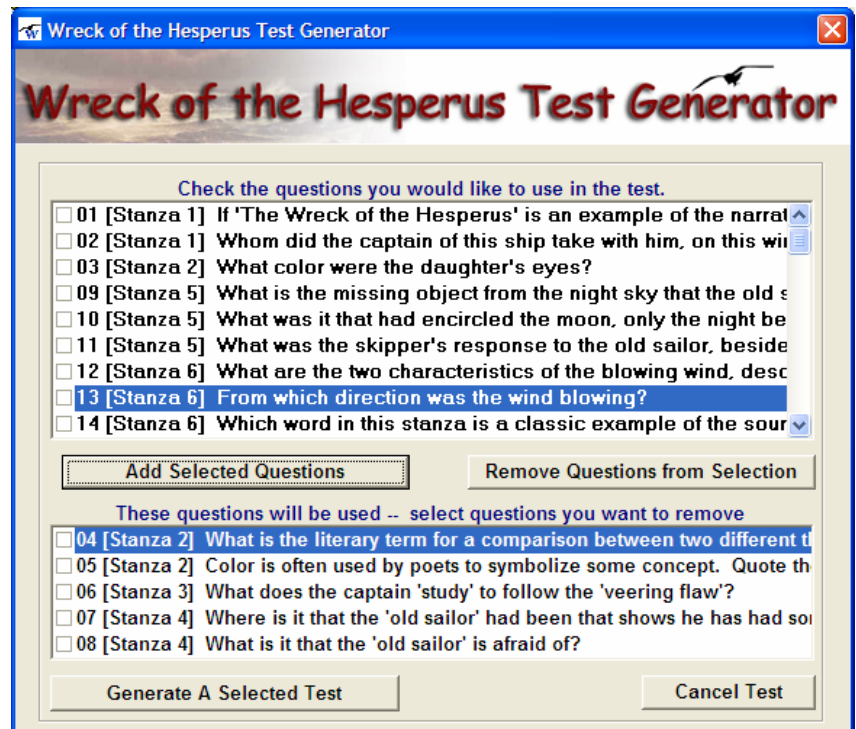 Wreck of the Hesperus Test Generator
Wreck of the Hesperus Test Generator
Check the questions you would like to use in the test.
01 [Stanza 1] If 'The Wreck of the Hesperus' is an example of the narrat
02 [Stanza 1] Whom did the captain of this ship take with him, on this wi
03 [Stanza 2] What color were the daughter's eyes?
09 [Stanza 5] What is the missing object from the night sky that the old s
10 [Stanza 5] What was it that had encircled the moon, only the night be
11 [Stanza 5] What was the skipper's response to the old sailor, beside
12 [Stanza 6] What are the two characteristics of the blowing wind, desc
13 [Stanza 6] From which direction was the wind blowing?
14 [Stanza 6] Which word in this stanza is a classic example of the sour
Add Selected Questions Remove Questions from Selection
These questions will be used -- select questions you want to remove
04 [Stanza 2] What is the literary term for a comparison between two different th
05 [Stanza 2] Color is often used by poets to symbolize some concept. Quote th
06 [Stanza 3] What does the captain 'study' to follow the 'veering flaw'?
07 [Stanza 4] Where is it that the 'old sailor' had been that shows he has had so
08 [Stanza 4] What is it that the 'old sailor' is afraid of?
Generate A Selected Test Cancel Test